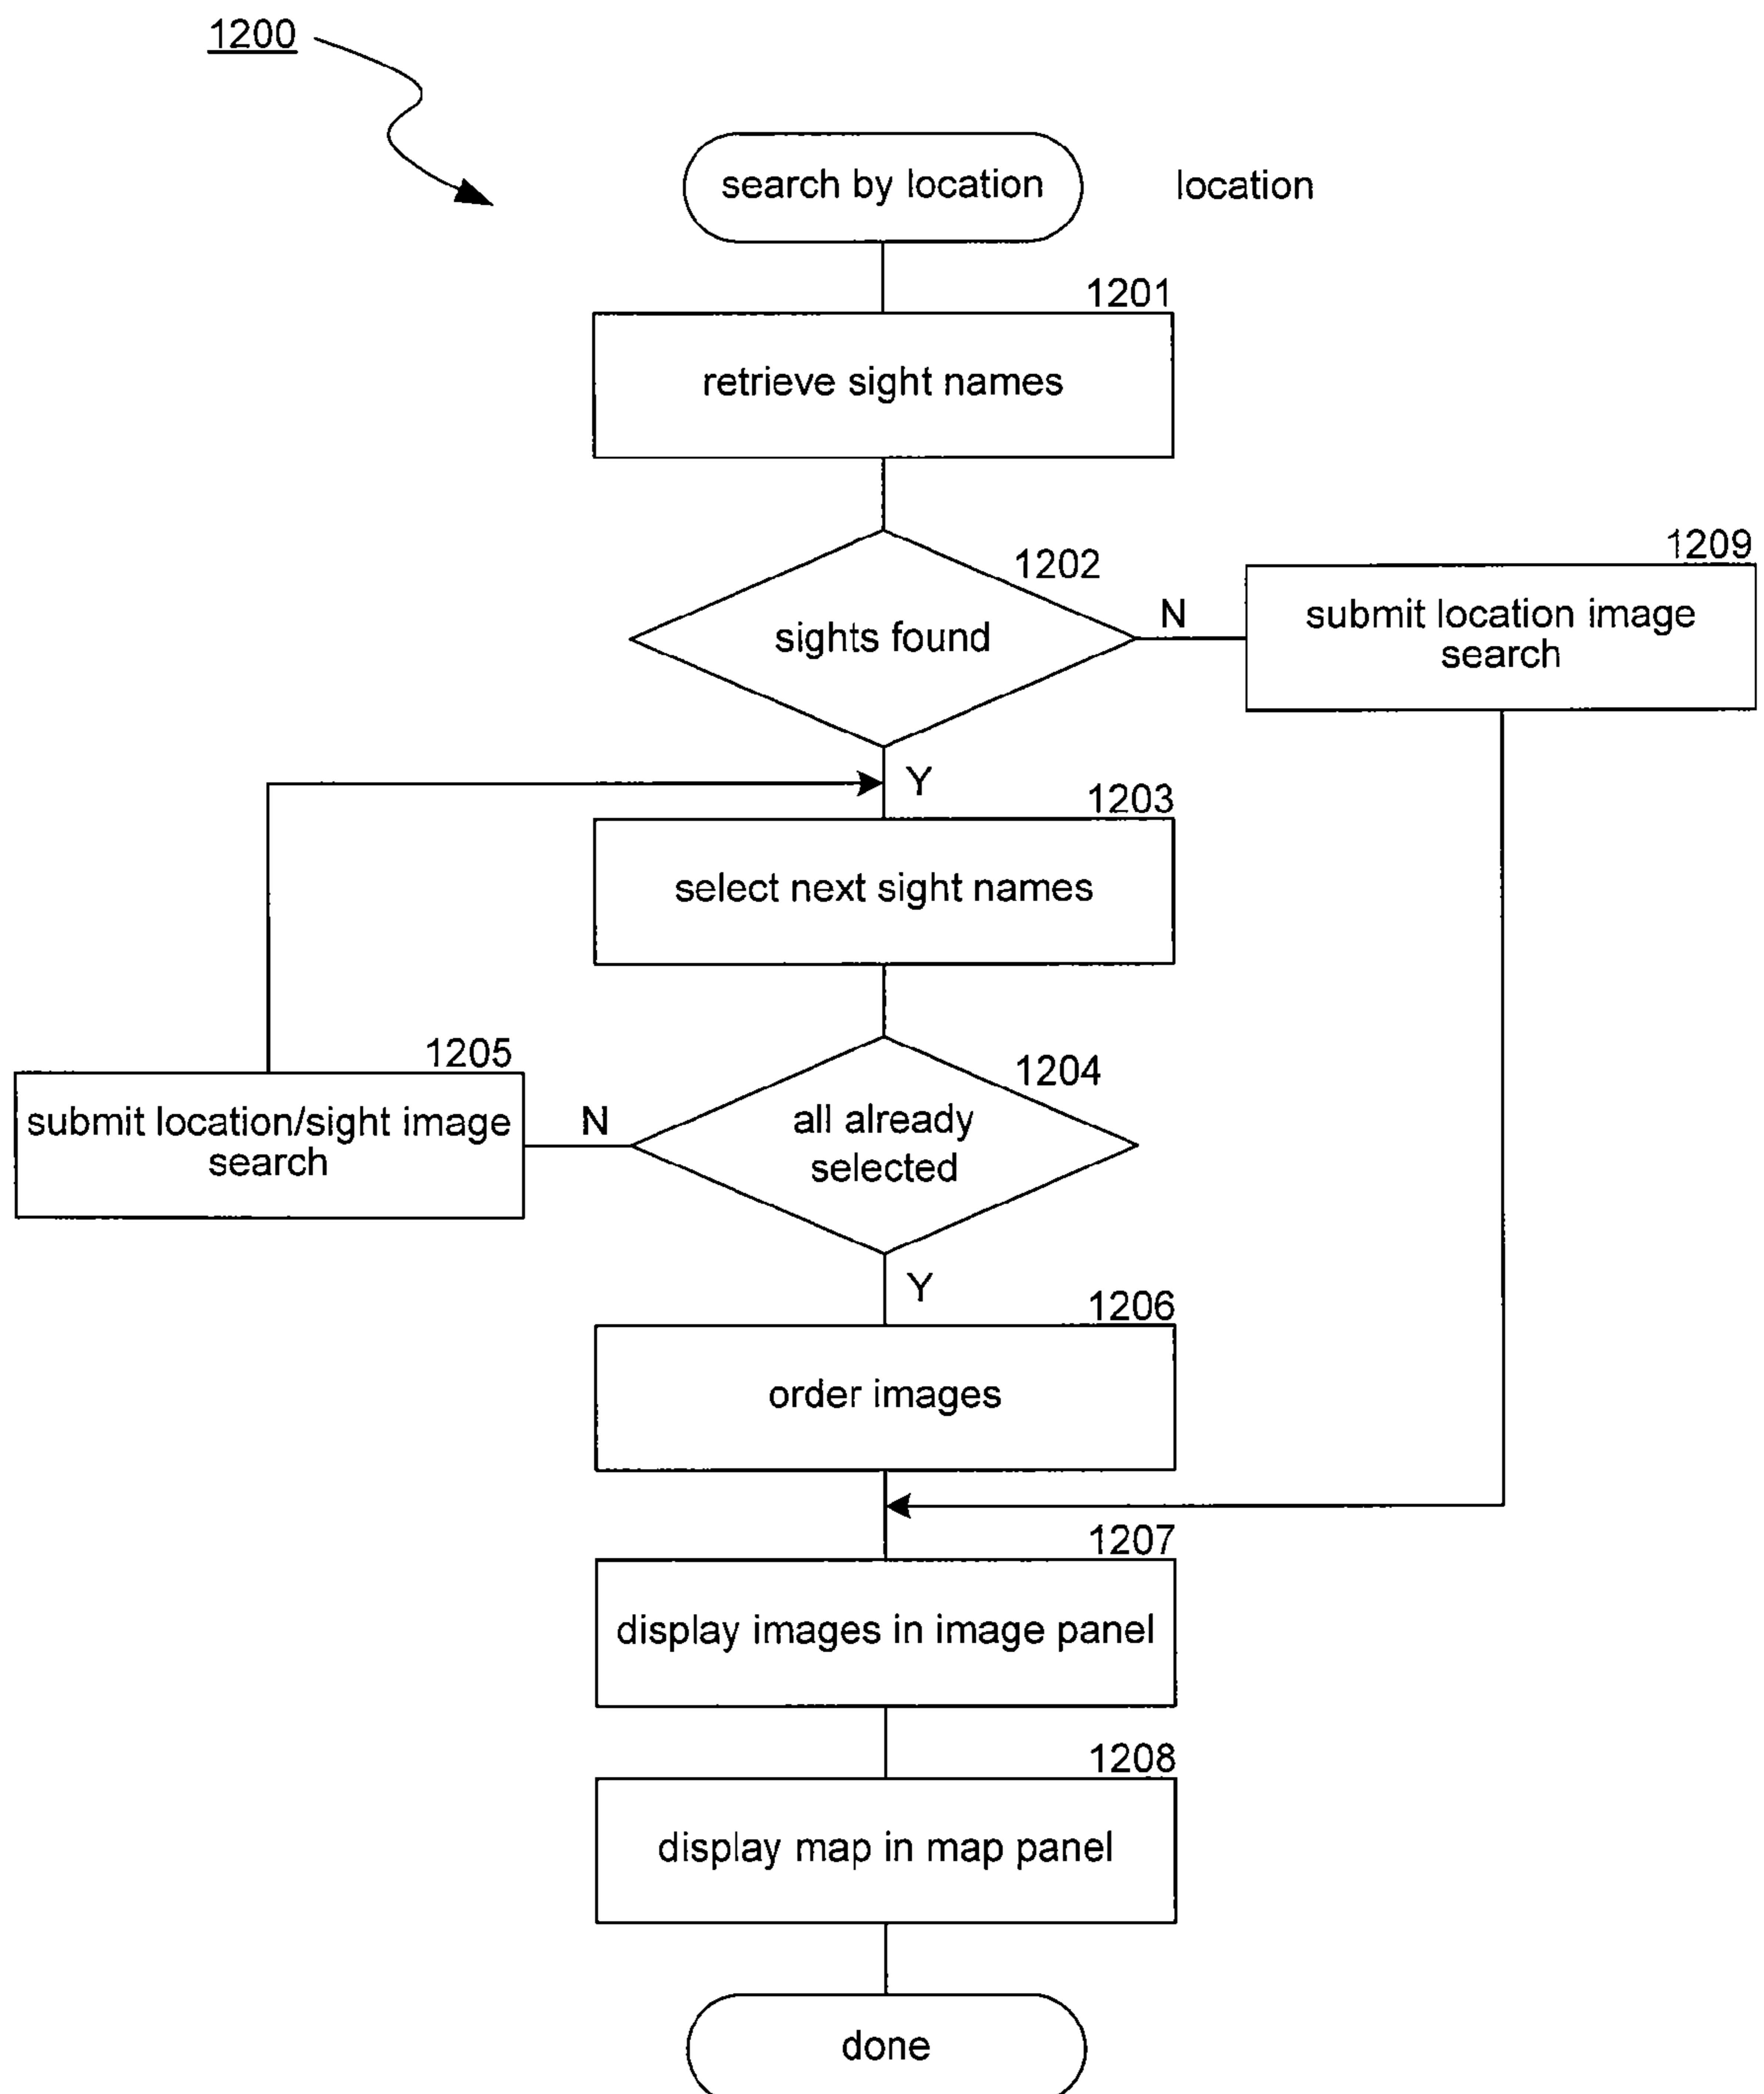 1200
search by location
location
1201
retrieve sight names
1202
sights found
N
1209
submit location image
search
Y
1203
select next sight names
1204
all already
selected
N
1205
submit location/sight image
search
Y
1206
order images
1207
display images in image panel
1208
display map in map panel
done